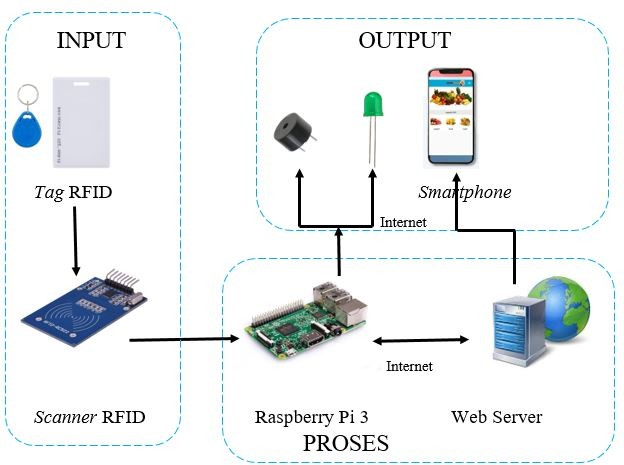 INPUT
OUTPUT
Tag RFID
Smartphone
Internet
Internet
Scanner RFID
Raspberry Pi 3
Web Server
PROSES